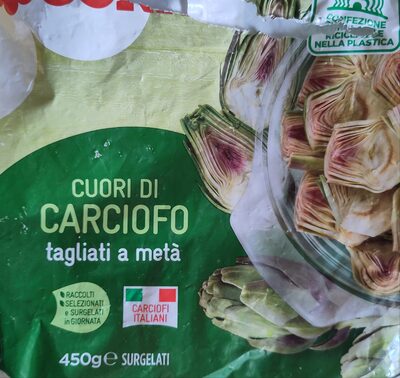 CONFEZIONE
NELLA PLASTICA
CUORI DI
CARCIOFO
tagliati a metà
RACCOLTI
SELEZIONATI
e SURGELATI
in GIORNATA
CARCIOFI
ITALIANI
450g℮ SURGELATI